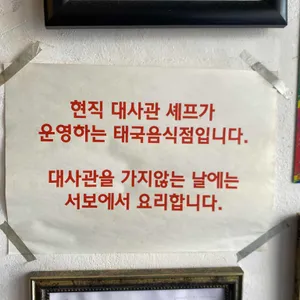 현직 대사관 셰프가
운영하는 태국음식점입니다.
대사관을 가지않는 날에는
서보에서 요리합니다.